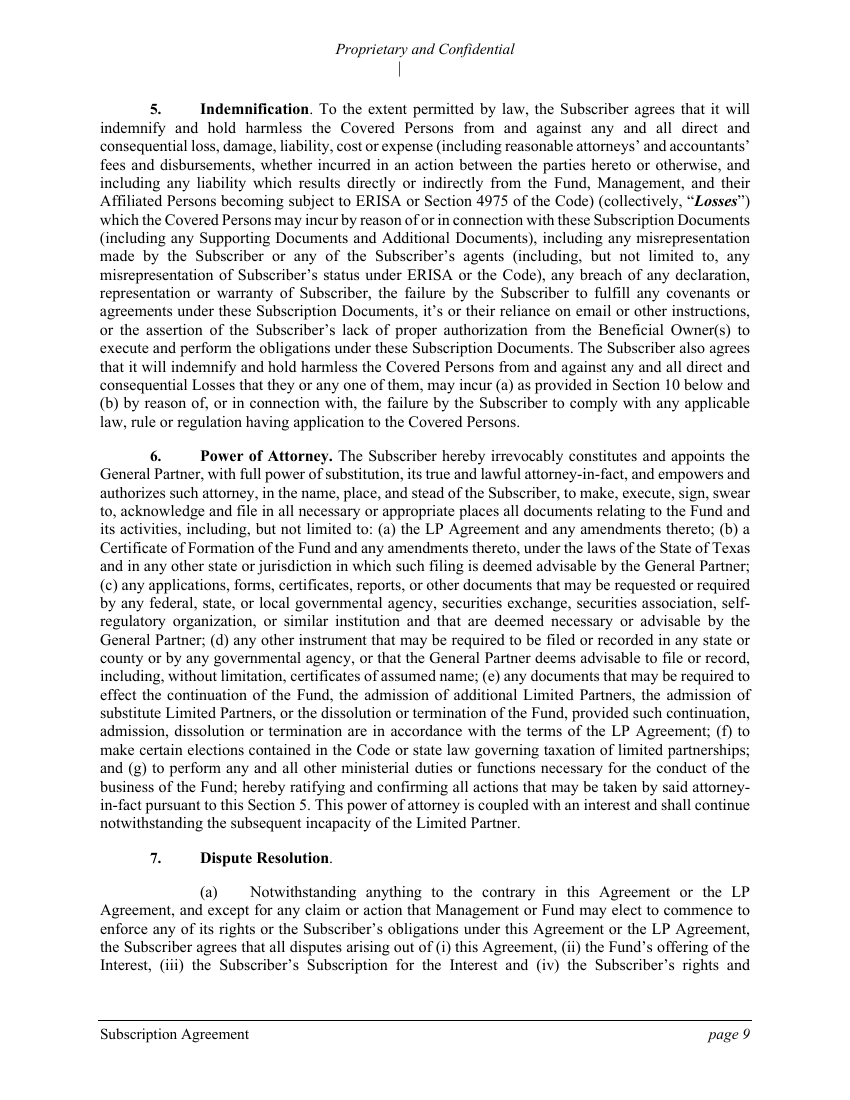 Proprietary and Confidential
|
5. Indemnification. To the extent permitted by law, the Subscriber agrees that it will
indemnify and hold harmless the Covered Persons from and against any and all direct and
consequential loss, damage, liability, cost or expense (including reasonable attorneys’ and accountants’
fees and disbursements, whether incurred in an action between the parties hereto or otherwise, and
including any liability which results directly or indirectly from the Fund, Management, and their
Affiliated Persons becoming subject to ERISA or Section 4975 of the Code) (collectively, “Losses”)
which the Covered Persons may incur by reason of or in connection with these Subscription Documents
(including any Supporting Documents and Additional Documents), including any misrepresentation
made by the Subscriber or any of the Subscriber’s agents (including, but not limited to, any
misrepresentation of Subscriber’s status under ERISA or the Code), any breach of any declaration,
representation or warranty of Subscriber, the failure by the Subscriber to fulfill any covenants or
agreements under these Subscription Documents, it’s or their reliance on email or other instructions,
or the assertion of the Subscriber’s lack of proper authorization from the Beneficial Owner(s) to
execute and perform the obligations under these Subscription Documents. The Subscriber also agrees
that it will indemnify and hold harmless the Covered Persons from and against any and all direct and
consequential Losses that they or any one of them, may incur (a) as provided in Section 10 below and
(b) by reason of, or in connection with, the failure by the Subscriber to comply with any applicable
law, rule or regulation having application to the Covered Persons.
6. Power of Attorney. The Subscriber hereby irrevocably constitutes and appoints the
General Partner, with full power of substitution, its true and lawful attorney-in-fact, and empowers and
authorizes such attorney, in the name, place, and stead of the Subscriber, to make, execute, sign, swear
to, acknowledge and file in all necessary or appropriate places all documents relating to the Fund and
its activities, including, but not limited to: (a) the LP Agreement and any amendments thereto; (b) a
Certificate of Formation of the Fund and any amendments thereto, under the laws of the State of Texas
and in any other state or jurisdiction in which such filing is deemed advisable by the General Partner;
(c) any applications, forms, certificates, reports, or other documents that may be requested or required
by any federal, state, or local governmental agency, securities exchange, securities association, self-
regulatory organization, or similar institution and that are deemed necessary or advisable by the
General Partner; (d) any other instrument that may be required to be filed or recorded in any state or
county or by any governmental agency, or that the General Partner deems advisable to file or record,
including, without limitation, certificates of assumed name; (e) any documents that may be required to
effect the continuation of the Fund, the admission of additional Limited Partners, the admission of
substitute Limited Partners, or the dissolution or termination of the Fund, provided such continuation,
admission, dissolution or termination are in accordance with the terms of the LP Agreement; (f) to
make certain elections contained in the Code or state law governing taxation of limited partnerships;
and (g) to perform any and all other ministerial duties or functions necessary for the conduct of the
business of the Fund; hereby ratifying and confirming all actions that may be taken by said attorney-
in-fact pursuant to this Section 5. This power of attorney is coupled with an interest and shall continue
notwithstanding the subsequent incapacity of the Limited Partner.
7. Dispute Resolution.
(a) Notwithstanding anything to the contrary in this Agreement or the LP
Agreement, and except for any claim or action that Management or Fund may elect to commence to
enforce any of its rights or the Subscriber’s obligations under this Agreement or the LP Agreement,
the Subscriber agrees that all disputes arising out of (i) this Agreement, (ii) the Fund’s offering of the
Interest, (iii) the Subscriber’s Subscription for the Interest and (iv) the Subscriber’s rights and
Subscription Agreement page 9